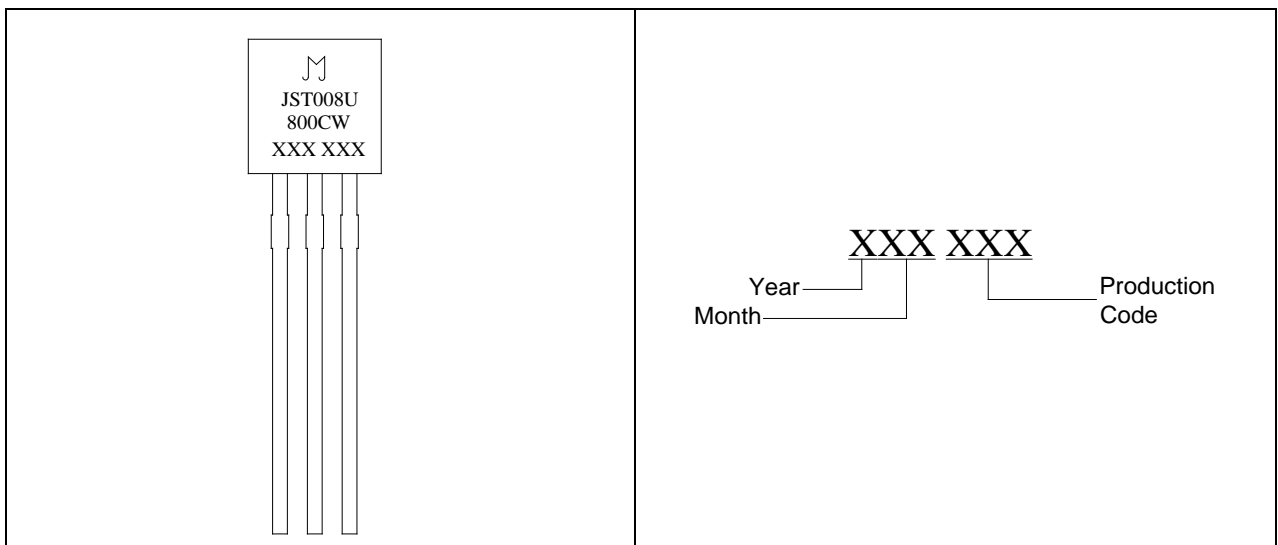 JST008U
800CW
XXX XXX
XXX XXX
Year
Month
Production
Code